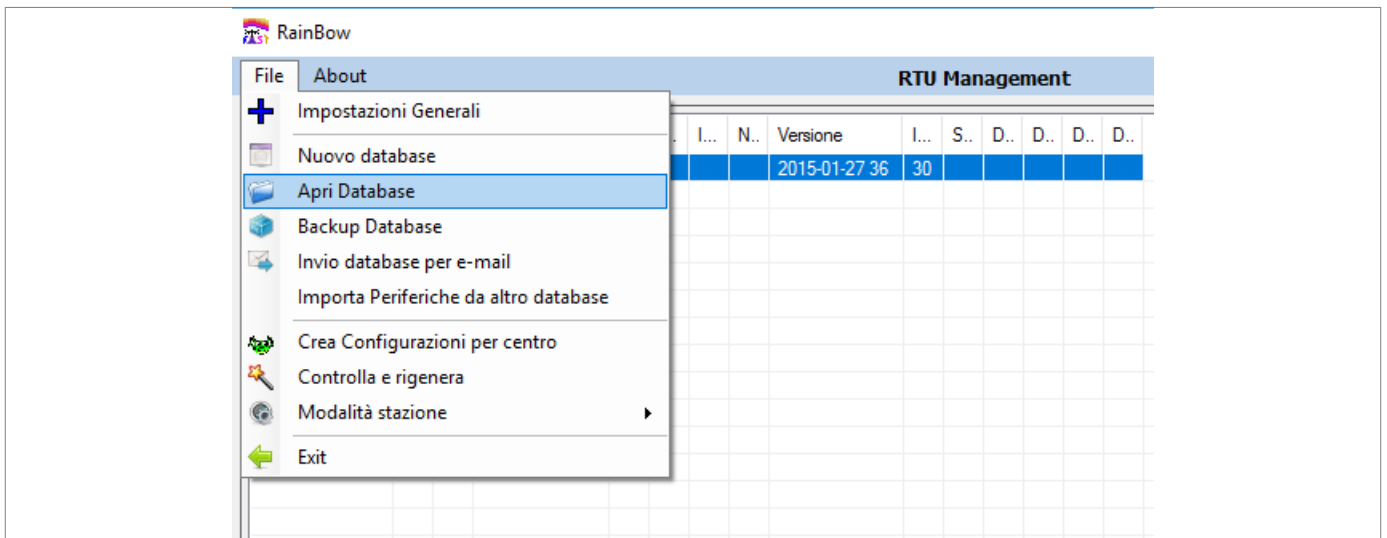 RainBow
File About RTU Management
Impostazioni Generali
. I... N.. Versione I... S.. D.. D.. D.. D..
Nuovo database
2015-01-27 36 30
Apri Database
Backup Database
Invio database per e-mail
Importa Periferiche da altro database
Crea Configurazioni per centro
Controlla e rigenera
Modalità stazione
Exit